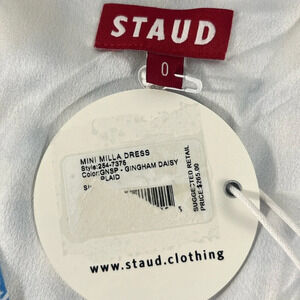 STAUD
0
MINI MILLA DRESS
Style:254-7375
Color:GNSP - GINGHAM DAISY
PLAID
SUGGESTED RETAIL
PRICE:$265.00
www.staud.clothing